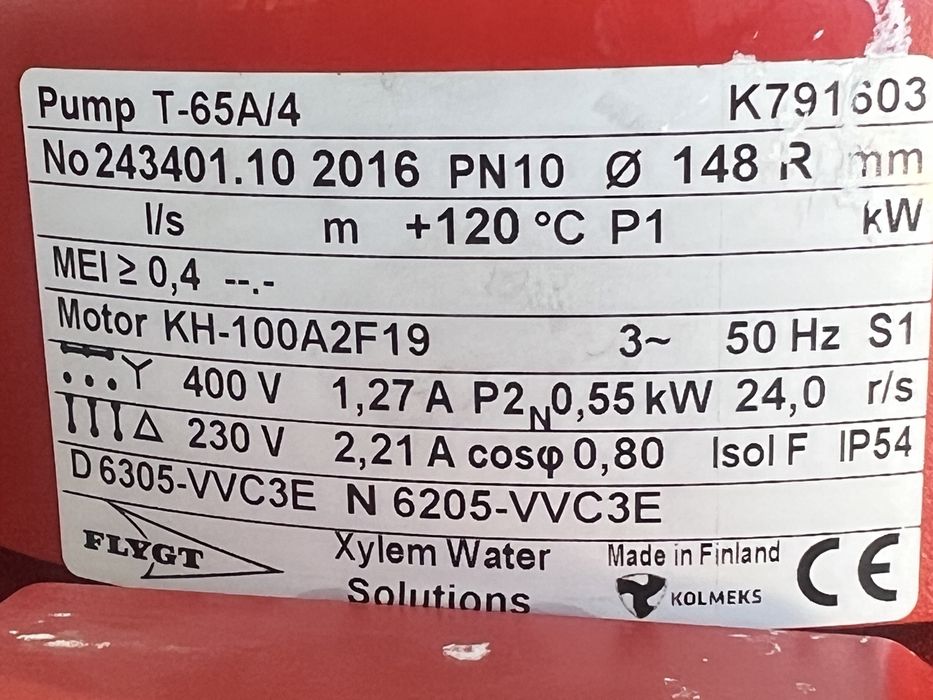 Pump T-65A/4 K791603
No 243401.10 2016 PN10 Ø 148 R mm
l/s m +120 °C P1 kW
MEI ≥ 0,4 --.-
Motor KH-100A2F19 3~ 50 Hz S1
Y 400 V 1,27 A P2N 0,55 kW 24,0 r/s
Δ 230 V 2,21 A cosφ 0,80 Isol F IP54
D 6305-VVC3E N 6205-VVC3E
FLYGT Xylem Water Solutions Made in Finland KOLMEKS CE